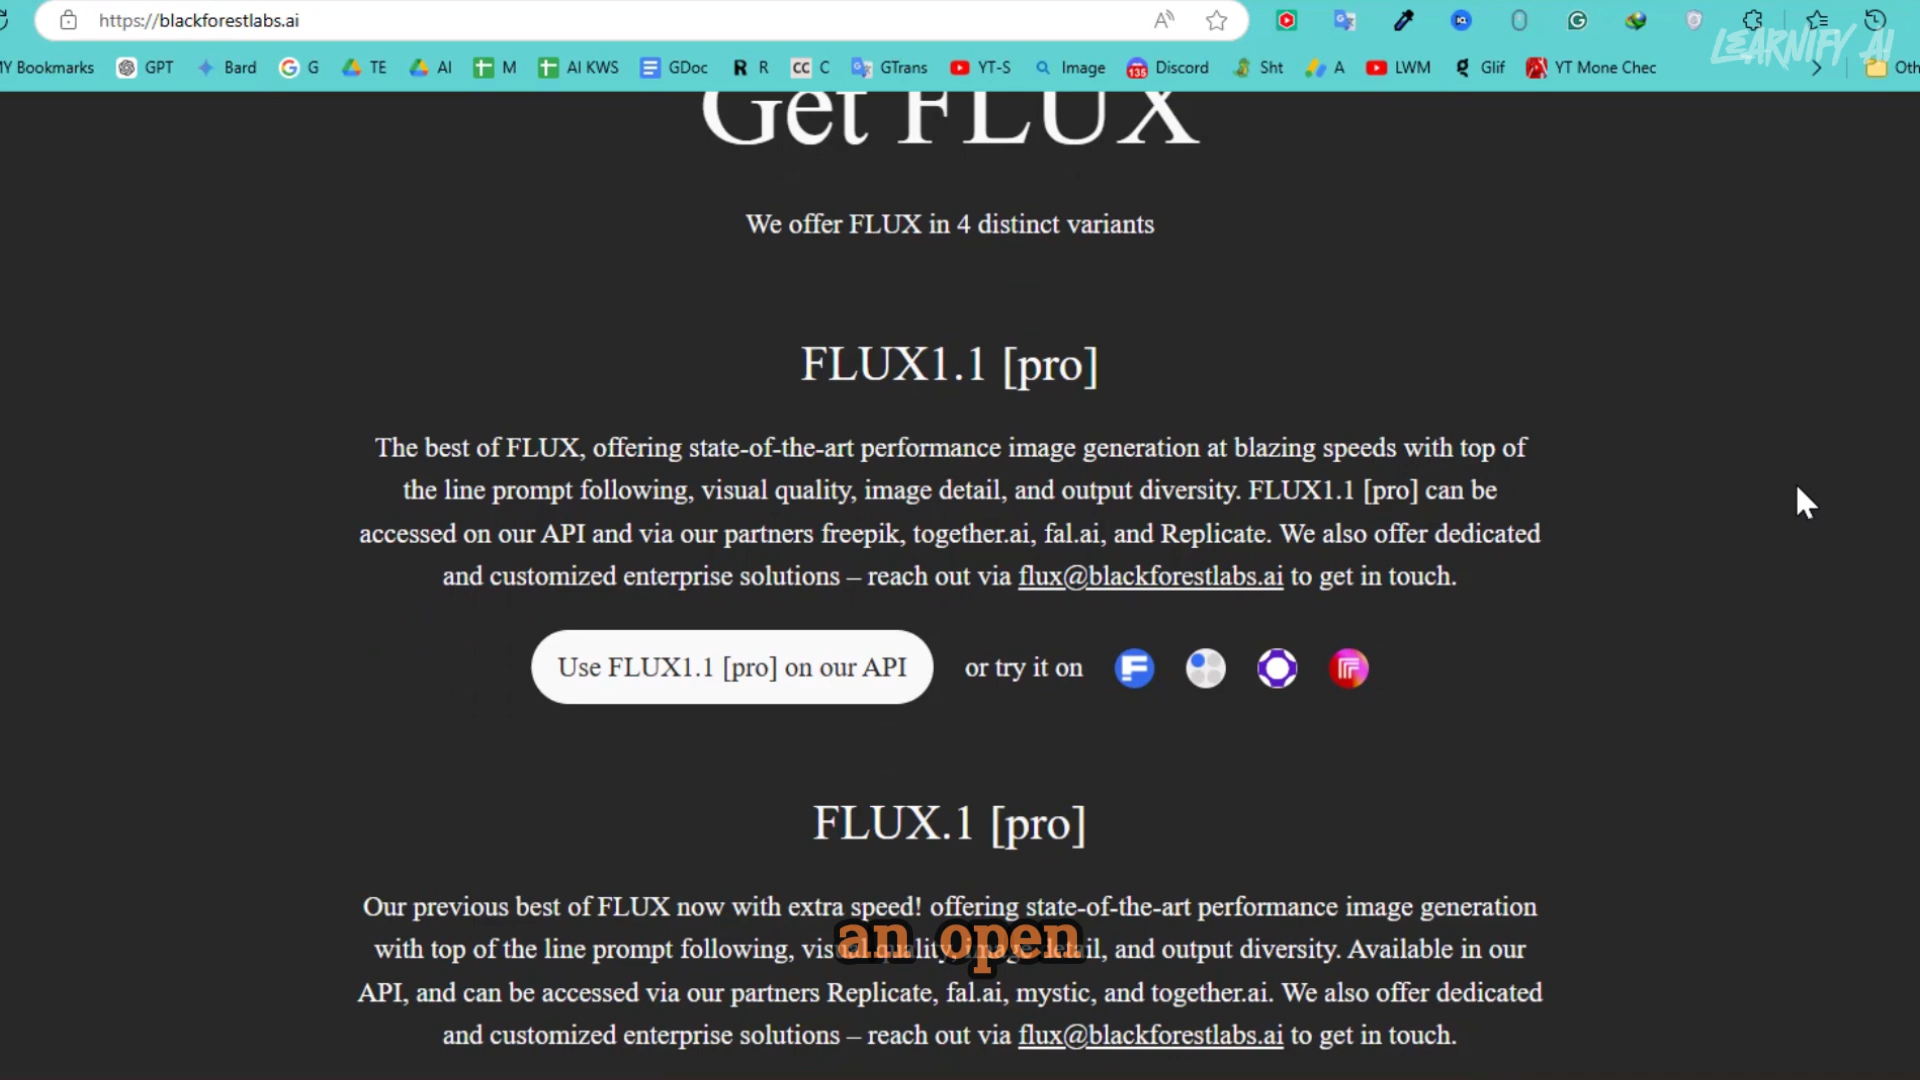 https://blackforestlabs.ai
LEARNIFY AI
MY Bookmarks GPT Bard G TE AI M AI KWS GDoc R CC C GTrans YT-S Image 135 Discord Sht A LWM Glif YT Mone Chec Oth
Get FLUX
We offer FLUX in 4 distinct variants
FLUX1.1 [pro]
The best of FLUX, offering state-of-the-art performance image generation at blazing speeds with top of
the line prompt following, visual quality, image detail, and output diversity. FLUX1.1 [pro] can be
accessed on our API and via our partners freepik, together.ai, fal.ai, and Replicate. We also offer dedicated
and customized enterprise solutions – reach out via flux@blackforestlabs.ai to get in touch.
Use FLUX1.1 [pro] on our API or try it on
FLUX.1 [pro]
Our previous best of FLUX now with extra speed! offering state-of-the-art performance image generation
with top of the line prompt following, visual quality, image detail, and output diversity. Available in our
an open
API, and can be accessed via our partners Replicate, fal.ai, mystic, and together.ai. We also offer dedicated
and customized enterprise solutions – reach out via flux@blackforestlabs.ai to get in touch.